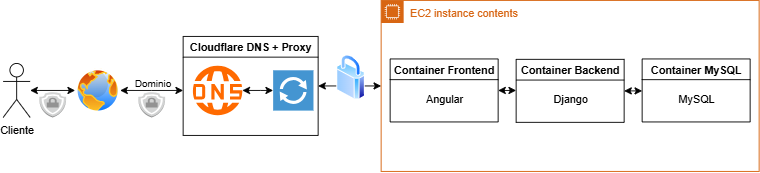 EC2 instance contents
Cloudflare DNS + Proxy
Container Frontend
Container Backend
Container MySQL
Dominio
DNS
Angular
Django
MySQL
Cliente